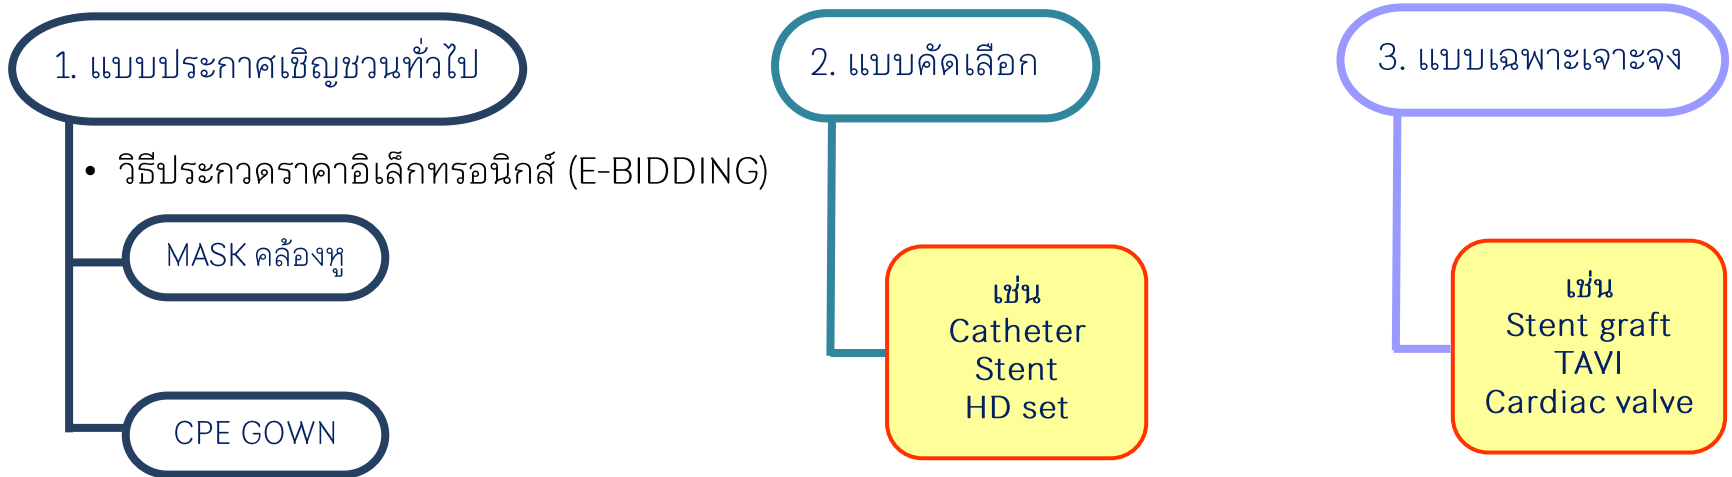 1. แบบประกาศเชิญชวนทั่วไป
• วิธีประกวดราคาอิเล็กทรอนิกส์ (E-BIDDING)
MASK คล้องหู
CPE GOWN
2. แบบคัดเลือก
เช่น
Catheter
Stent
HD set
3. แบบเฉพาะเจาะจง
เช่น
Stent graft
TAVI
Cardiac valve